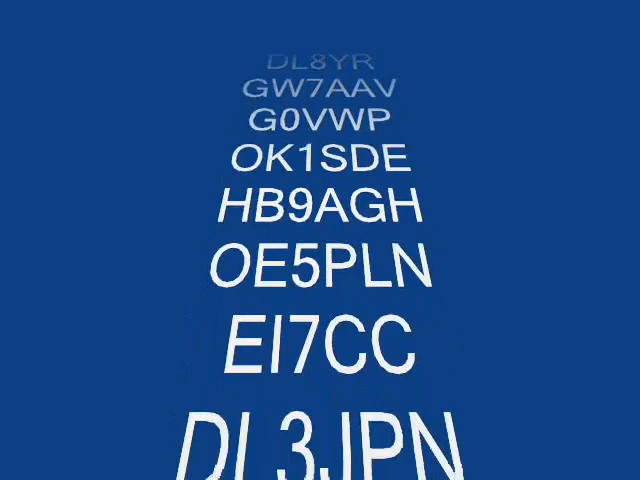 DL8YR
GW7AAV
G0VWP
OK1SDE
HB9AGH
OE5PLN
EI7CC
DL3JPN